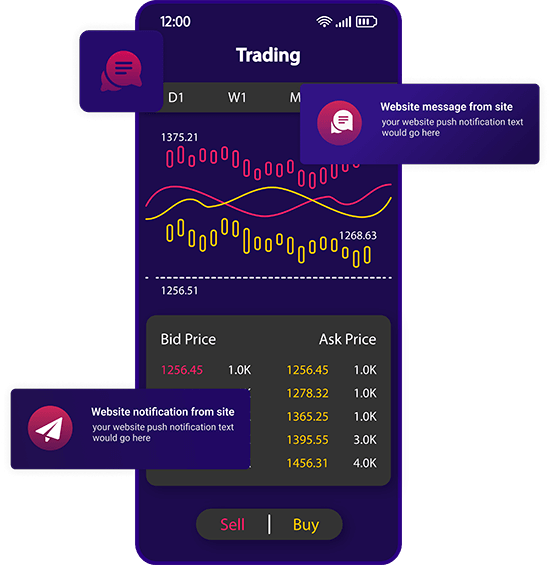 12:00
Trading
D1 W1 M
Website message from site
your website push notification text
would go here
1375.21
1268.63
1256.51
Bid Price Ask Price
1256.45 1.0K 1256.45 1.0K
1278.32 1.0K
1365.25 1.0K
1395.55 3.0K
1456.31 4.0K
Website notification from site
your website push notification text
would go here
Sell Buy